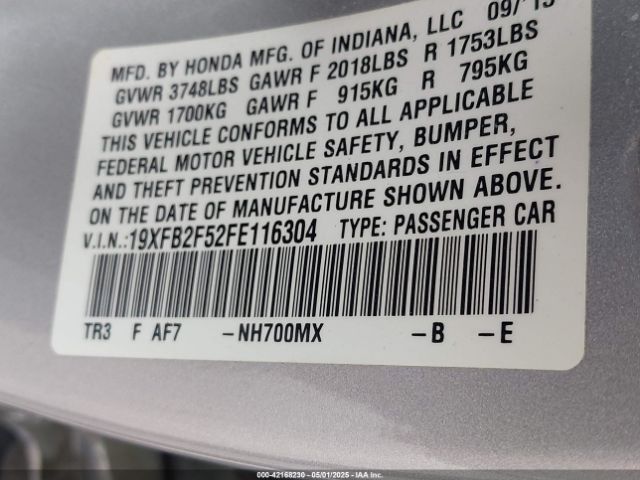 MFD. BY HONDA MFG. OF INDIANA, LLC 09/'15
GVWR 3748LBS GAWR F 2018LBS R 1753LBS
GVWR 1700KG GAWR F 915KG R 795KG
THIS VEHICLE CONFORMS TO ALL APPLICABLE
FEDERAL MOTOR VEHICLE SAFETY, BUMPER,
AND THEFT PREVENTION STANDARDS IN EFFECT
ON THE DATE OF MANUFACTURE SHOWN ABOVE.
V.I.N.:19XFB2F52FE116304 TYPE: PASSENGER CAR
TR3 F AF7 -NH700MX -B -E
000-42168230 - 05/01/2025 - IAA Inc.